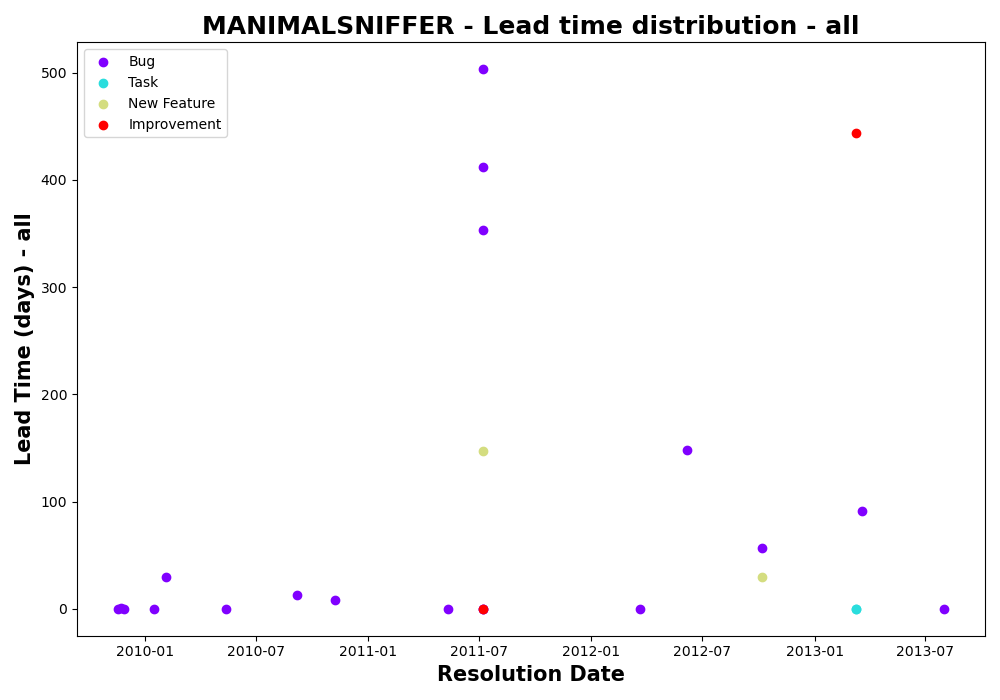 MANIMALSNIFFER - Lead time distribution - all
Bug
Task
New Feature
Improvement
500
400
300
200
100
0
Lead Time (days) - all
2010-01 2010-07 2011-01 2011-07 2012-01 2012-07 2013-01 2013-07
Resolution Date